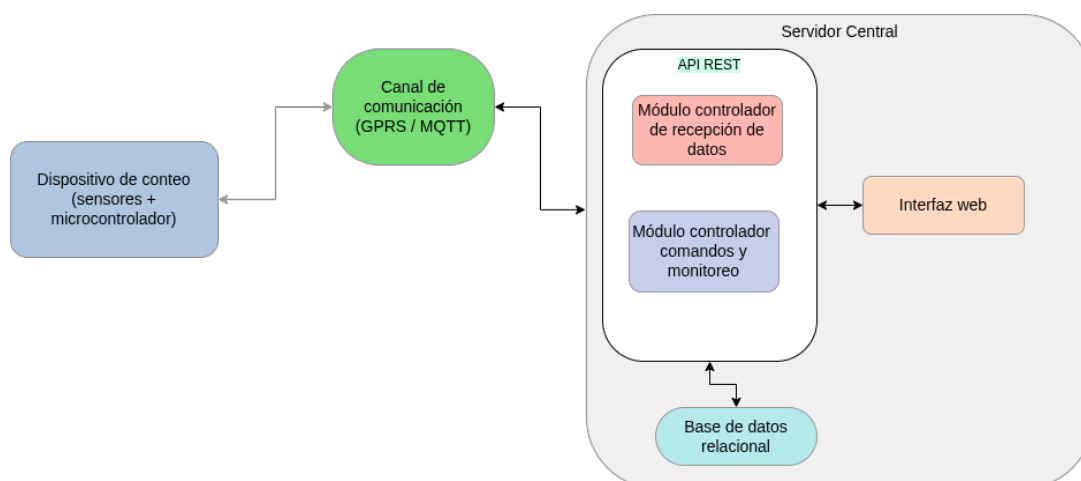 Servidor Central
API REST
Canal de
comunicación
(GPRS / MQTT)
Módulo controlador
de recepción de
datos
Dispositivo de conteo
(sensores +
microcontrolador)
Interfaz web
Módulo controlador
comandos y
monitoreo
Base de datos
relacional